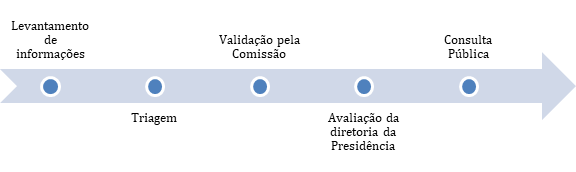 Levantamento
de
informações
Triagem
Validação pela
Comissão
Avaliação da
diretoria da
Presidência
Consulta
Pública